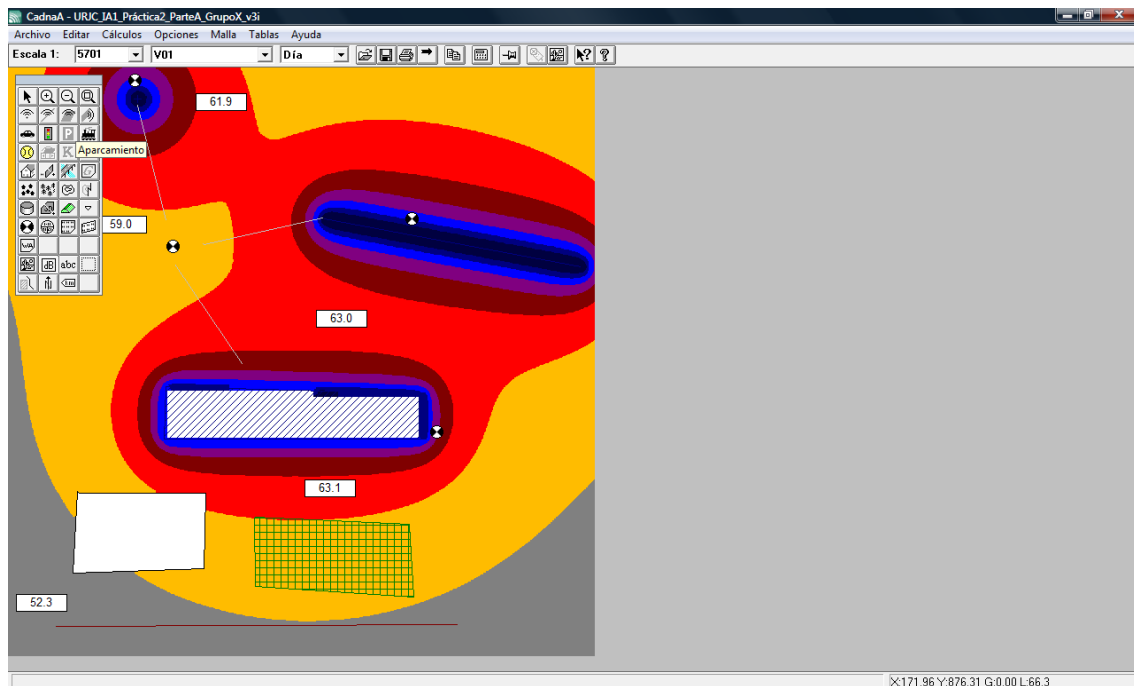 CadnaA - URJC_IA1_Práctica2_ParteA_GrupoX_v3i
Archivo Editar Cálculos Opciones Malla Tablas Ayuda
Escala 1: 5701 V01 Día
61.9
P
K Aparcamiento
59.0
dB abc
63.0
63.1
52.3
X:171.96 Y:876.31 G:0.00 L:66.3